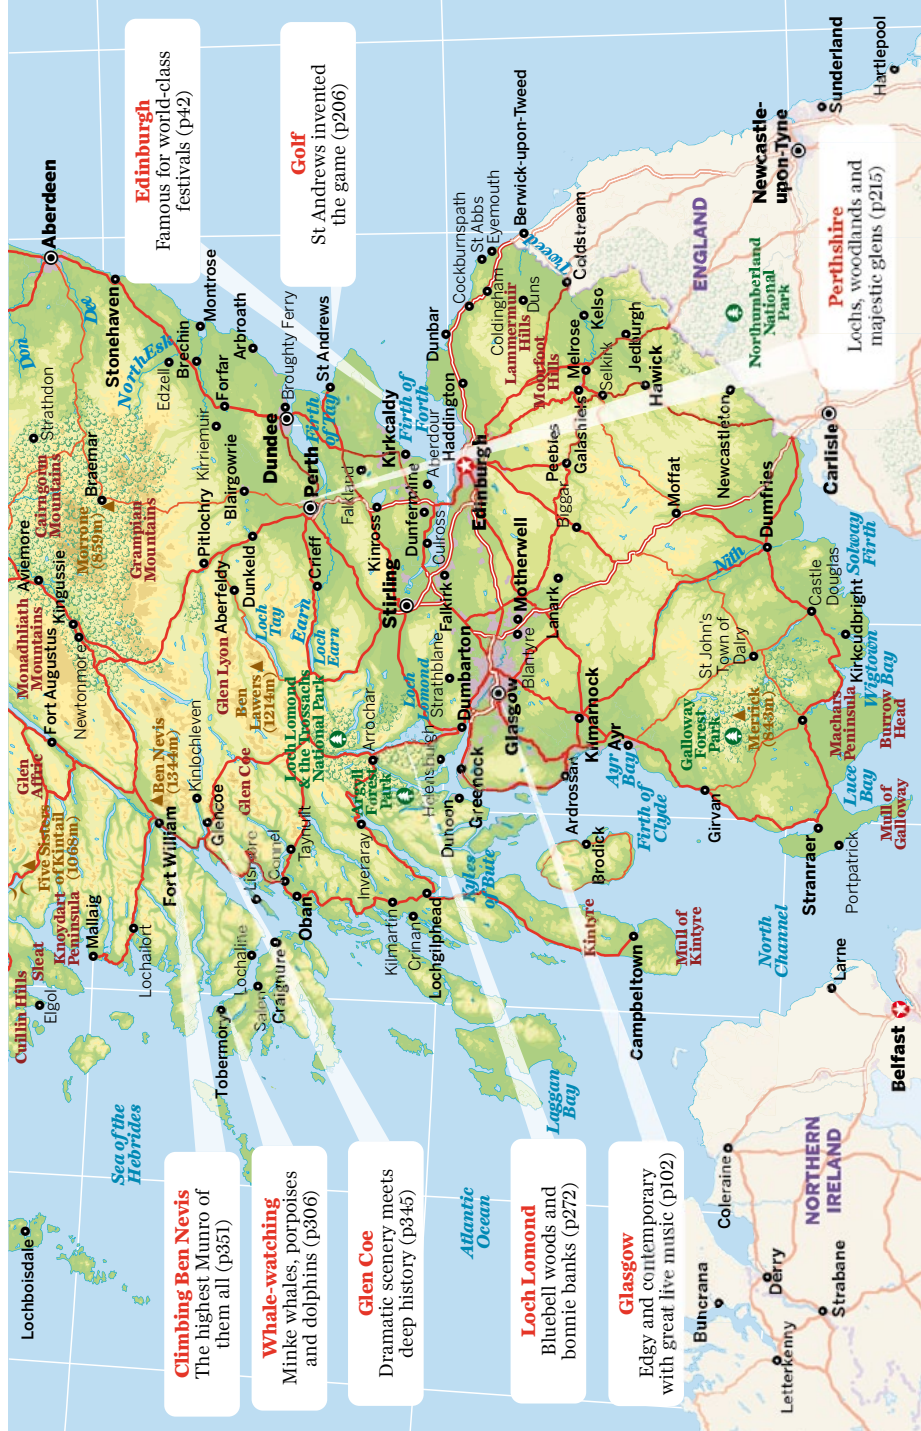 Edinburgh
Famous for world-class
festivals (p42)
Golf
St Andrews invented
the game (p206)
Perthshire
Lochs, woodlands and
majestic glens (p215)
Climbing Ben Nevis
The highest Munro of
them all (p351)
Whale-watching
Minke whales, porpoises
and dolphins (p306)
Glen Coe
Dramatic scenery meets
deep history (p345)
Loch Lomond
Bluebell woods and
bonnie banks (p272)
Glasgow
Edgy and contemporary
with great live music (p102)
Lochboisdale
Sea of the
Hebrides
Cuillin Hills
Elgol
Sleat
Knoydart
Peninsula
Mallaig
Lochailort
Five Sisters
of Kintail
(1068m)
Glen
Affric
Fort Augustus
Monadhliath
Mountains
Newtonmore
Kingussie
Aviemore
Cairngorm
Mountains
Strathdon
Don
Dee
Aberdeen
Morrone
(859m)
Braemar
Grampian
Mountains
Stonehaven
North Esk
Edzell
Brechin
Montrose
Forfar
Kirriemuir
Arbroath
Blairgowrie
Pitlochry
Aberfeldy
Dunkeld
Dundee
Broughty Ferry
Firth
of Tay
St Andrews
Perth
Crieff
Glen Lyon
Loch
Tay
Ben
Lawers
(1214m)
Earn
Loch
Earn
Ben Nevis
(1344m)
Kinlochleven
Fort William
Glencoe
Glen Coe
Lismore
Connel
Taynuilt
Oban
Lochaline
Salen
Craignure
Tobermory
Loch Lomond
& the Trossachs
National Park
Arrochar
Argyll
Forest
Park
Inveraray
Kilmartin
Crinan
Lochgilphead
Falkland
Kinross
Kirkcaldy
Firth of
Forth
Aberdour
Dunfermline
Culross
Stirling
Falkirk
Strathblane
Loch
Lomond
Dumbarton
Helensburgh
Greenock
Dunoon
Kyles
of Bute
Glasgow
Blantyre
Motherwell
Lanark
Edinburgh
Haddington
Dunbar
Cockburnspath
St Abbs
Eyemouth
Coldingham
Berwick-upon-Tweed
Lammermuir
Hills
Duns
Tweed
Coldstream
Moorfoot
Hills
Melrose
Kelso
Galashiels
Selkirk
Jedburgh
Hawick
Peebles
Biggar
Moffat
Newcastleton
Dumfries
Nith
Kilmarnock
Ayr
Ayr
Bay
Ardrossan
Brodick
Firth of
Clyde
Girvan
Galloway
Forest
Park
Merrick
(843m)
St John's
Town of
Dalry
Castle
Douglas
Kirkcudbright
Solway
Firth
Wigtown
Bay
Machars
Peninsula
Burrow
Head
Luce
Bay
Mull of
Galloway
Stranraer
Portpatrick
Kintyre
Campbeltown
Mull of
Kintyre
North
Channel
Laggan
Bay
Atlantic
Ocean
Larne
Belfast
NORTHERN
IRELAND
Coleraine
Derry
Buncrana
Strabane
Letterkenny
ENGLAND
Northumberland
National
Park
Carlisle
Newcastle-
upon-Tyne
Sunderland
Hartlepool